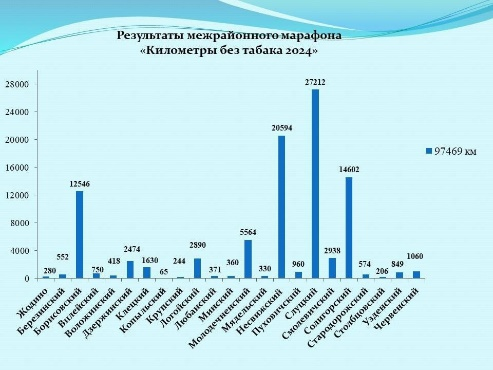 Результаты межрайонного марафона
«Километры без табака 2024»
28000
24000
20000
16000
12000
8000
4000
0
280
552
12546
750
418
2474
1630
65
244
2890
371
360
5564
330
20594
960
27212
2938
14602
574
206
849
1060
97469 км
Жодино
Березинский
Борисовский
Вилейский
Воложинский
Дзержинский
Клецкий
Копыльский
Крупский
Логойский
Любанский
Минский
Молодечненский
Мядельский
Несвижский
Пуховичский
Слуцкий
Смолевичский
Солигорский
Стародорожский
Столбцовский
Узденский
Червенский